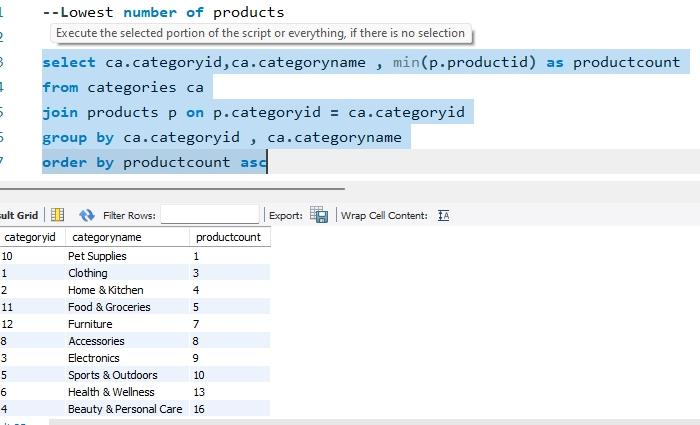 --Lowest number of products
Execute the selected portion of the script or everything, if there is no selection
3 select ca.categoryid,ca.categoryname , min(p.productid) as productcount
4 from categories ca
5 join products p on p.categoryid = ca.categoryid
6 group by ca.categoryid , ca.categoryname
7 order by productcount asc
ult Grid Filter Rows: Export: Wrap Cell Content: IA
categoryid categoryname productcount
10 Pet Supplies 1
1 Clothing 3
2 Home & Kitchen 4
11 Food & Groceries 5
12 Furniture 7
8 Accessories 8
3 Electronics 9
5 Sports & Outdoors 10
6 Health & Wellness 13
4 Beauty & Personal Care 16